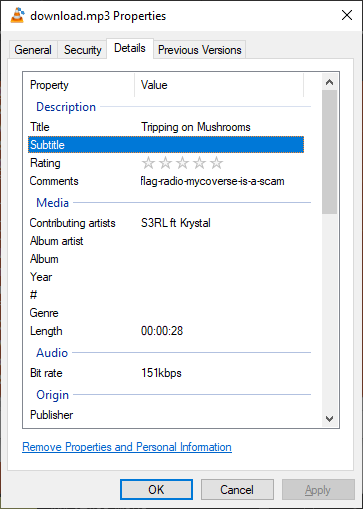 download.mp3 Properties
General Security Details Previous Versions
Property Value
Description
Title Tripping on Mushrooms
Subtitle
Rating
Comments flag-radio-mycoverse-is-a-scam
Media
Contributing artists S3RL ft Krystal
Album artist
Album
Year
#
Genre
Length 00:00:28
Audio
Bit rate 151kbps
Origin
Publisher
Remove Properties and Personal Information
OK Cancel Apply